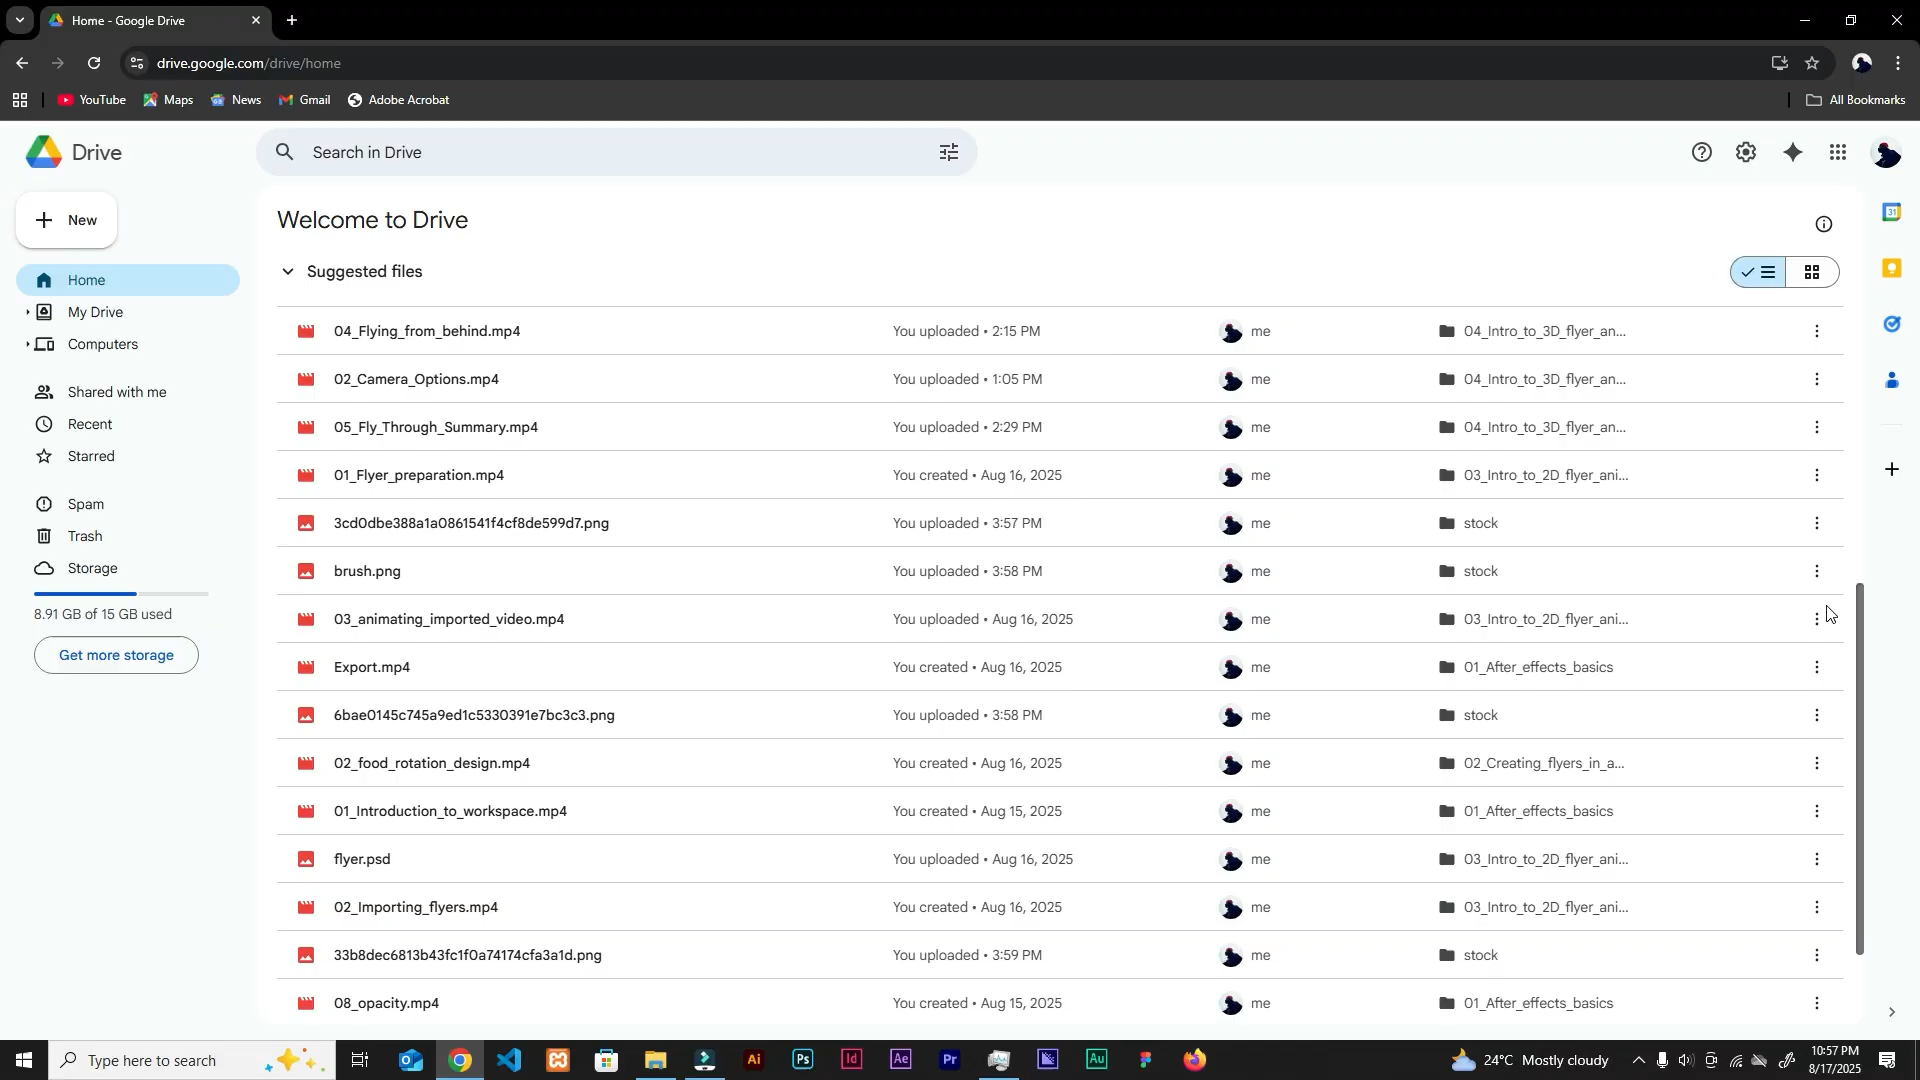 Home - Google Drive
drive.google.com/drive/home
YouTube Maps News Gmail Adobe Acrobat All Bookmarks
Drive
Search in Drive
New
Home
My Drive
Computers
Shared with me
Recent
Starred
Spam
Trash
Storage
8.91 GB of 15 GB used
Get more storage
Welcome to Drive
Suggested files
04_Flying_from_behind.mp4 You uploaded • 2:15 PM me 04_Intro_to_3D_flyer_an...
02_Camera_Options.mp4 You uploaded • 1:05 PM me 04_Intro_to_3D_flyer_an...
05_Fly_Through_Summary.mp4 You uploaded • 2:29 PM me 04_Intro_to_3D_flyer_an...
01_Flyer_preparation.mp4 You created • Aug 16, 2025 me 03_Intro_to_2D_flyer_ani...
3cd0dbe388a1a0861541f4cf8de599d7.png You uploaded • 3:57 PM me stock
brush.png You uploaded • 3:58 PM me stock
03_animating_imported_video.mp4 You uploaded • Aug 16, 2025 me 03_Intro_to_2D_flyer_ani...
Export.mp4 You created • Aug 16, 2025 me 01_After_effects_basics
6bae0145c745a9ed1c5330391e7bc3c3.png You uploaded • 3:58 PM me stock
02_food_rotation_design.mp4 You created • Aug 16, 2025 me 02_Creating_flyers_in_a...
01_Introduction_to_workspace.mp4 You created • Aug 15, 2025 me 01_After_effects_basics
flyer.psd You uploaded • Aug 16, 2025 me 03_Intro_to_2D_flyer_ani...
02_Importing_flyers.mp4 You created • Aug 16, 2025 me 03_Intro_to_2D_flyer_ani...
33b8dec6813b43fc1f0a74174cfa3a1d.png You uploaded • 3:59 PM me stock
08_opacity.mp4 You created • Aug 15, 2025 me 01_After_effects_basics
31
Type here to search
Ai Ps Id Ae Pr Au
24°C Mostly cloudy
10:57 PM
8/17/2025